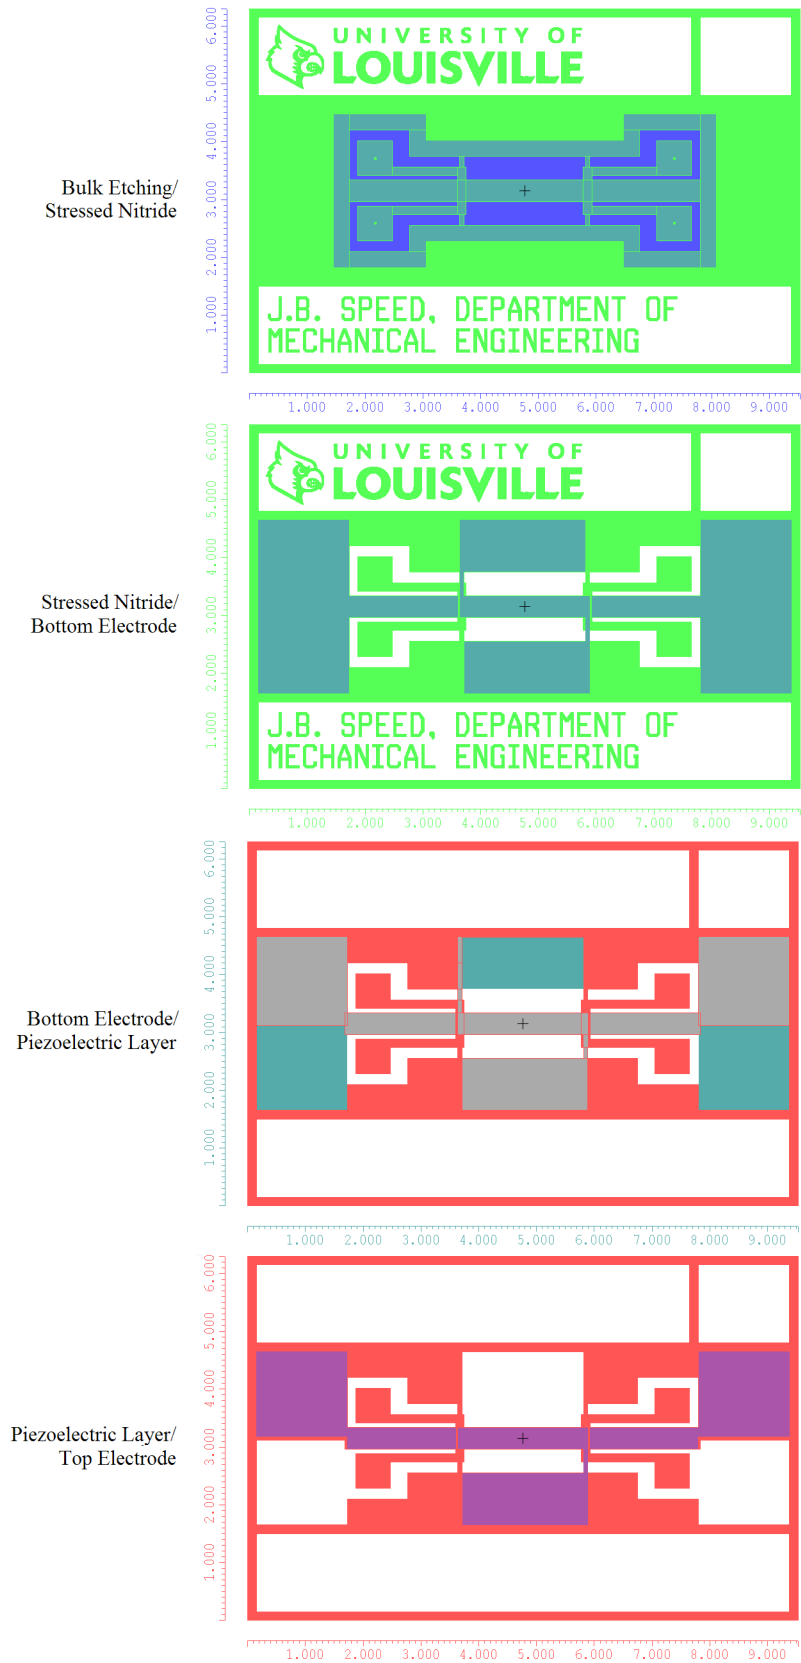 6.000
5.000
4.000
3.000
2.000
1.000
UNIVERSITY OF
LOUISVILLE
Bulk Etching/
Stressed Nitride
J.B. SPEED, DEPARTMENT OF
MECHANICAL ENGINEERING
1.000 2.000 3.000 4.000 5.000 6.000 7.000 8.000 9.000
6.000
5.000
4.000
3.000
2.000
1.000
UNIVERSITY OF
LOUISVILLE
Stressed Nitride/
Bottom Electrode
J.B. SPEED, DEPARTMENT OF
MECHANICAL ENGINEERING
1.000 2.000 3.000 4.000 5.000 6.000 7.000 8.000 9.000
6.000
5.000
4.000
3.000
2.000
1.000
Bottom Electrode/
Piezoelectric Layer
1.000 2.000 3.000 4.000 5.000 6.000 7.000 8.000 9.000
6.000
5.000
4.000
3.000
2.000
1.000
Piezoelectric Layer/
Top Electrode
1.000 2.000 3.000 4.000 5.000 6.000 7.000 8.000 9.000